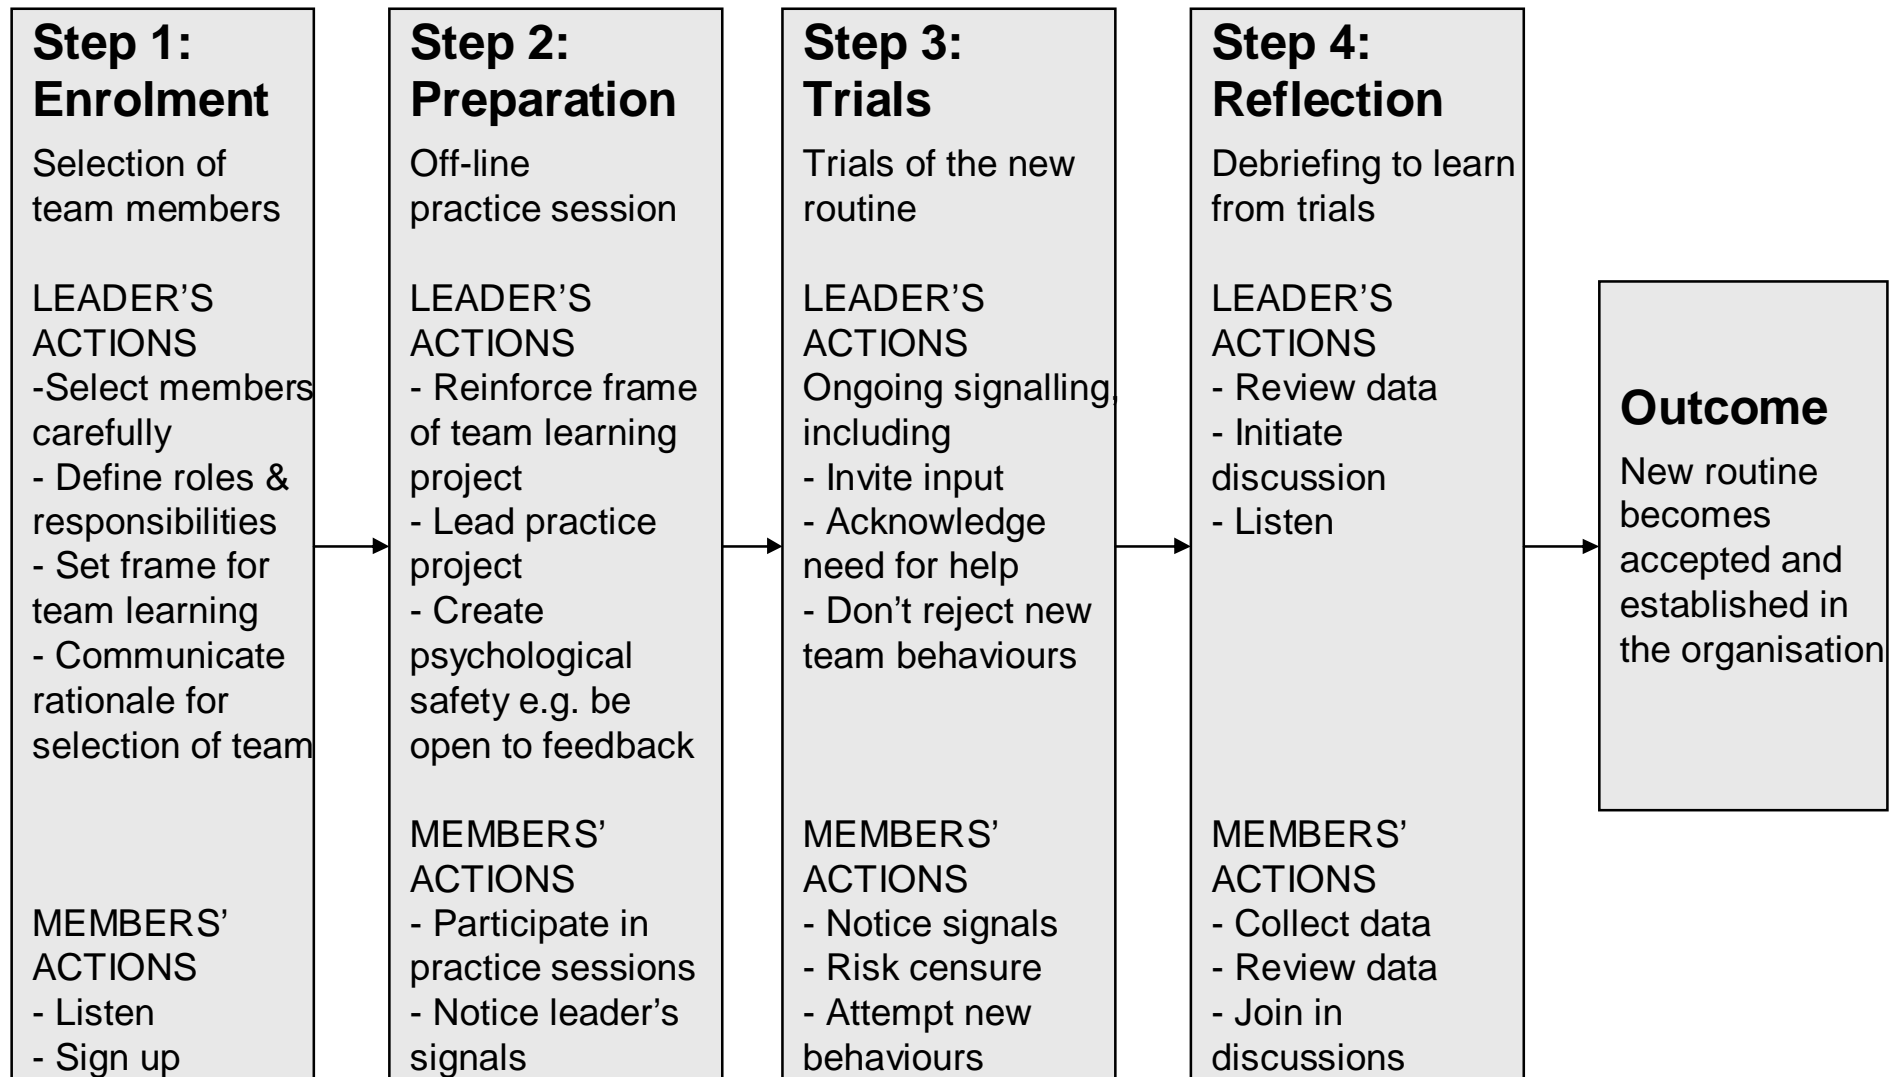 Step 1:
Enrolment
Selection of
team members
LEADER’S
ACTIONS
-Select members
carefully
- Define roles &
responsibilities
- Set frame for
team learning
- Communicate
rationale for
selection of team
MEMBERS’
ACTIONS
- Listen
- Sign up
Step 2:
Preparation
Off-line
practice session
LEADER’S
ACTIONS
- Reinforce frame
of team learning
project
- Lead practice
project
- Create
psychological
safety e.g. be
open to feedback
MEMBERS’
ACTIONS
- Participate in
practice sessions
- Notice leader’s
signals
Step 3:
Trials
Trials of the new
routine
LEADER’S
ACTIONS
Ongoing signalling,
including
- Invite input
- Acknowledge
need for help
- Don’t reject new
team behaviours
MEMBERS’
ACTIONS
- Notice signals
- Risk censure
- Attempt new
behaviours
Step 4:
Reflection
Debriefing to learn
from trials
LEADER’S
ACTIONS
- Review data
- Initiate
discussion
- Listen
MEMBERS’
ACTIONS
- Collect data
- Review data
- Join in
discussions
Outcome
New routine
becomes
accepted and
established in
the organisation